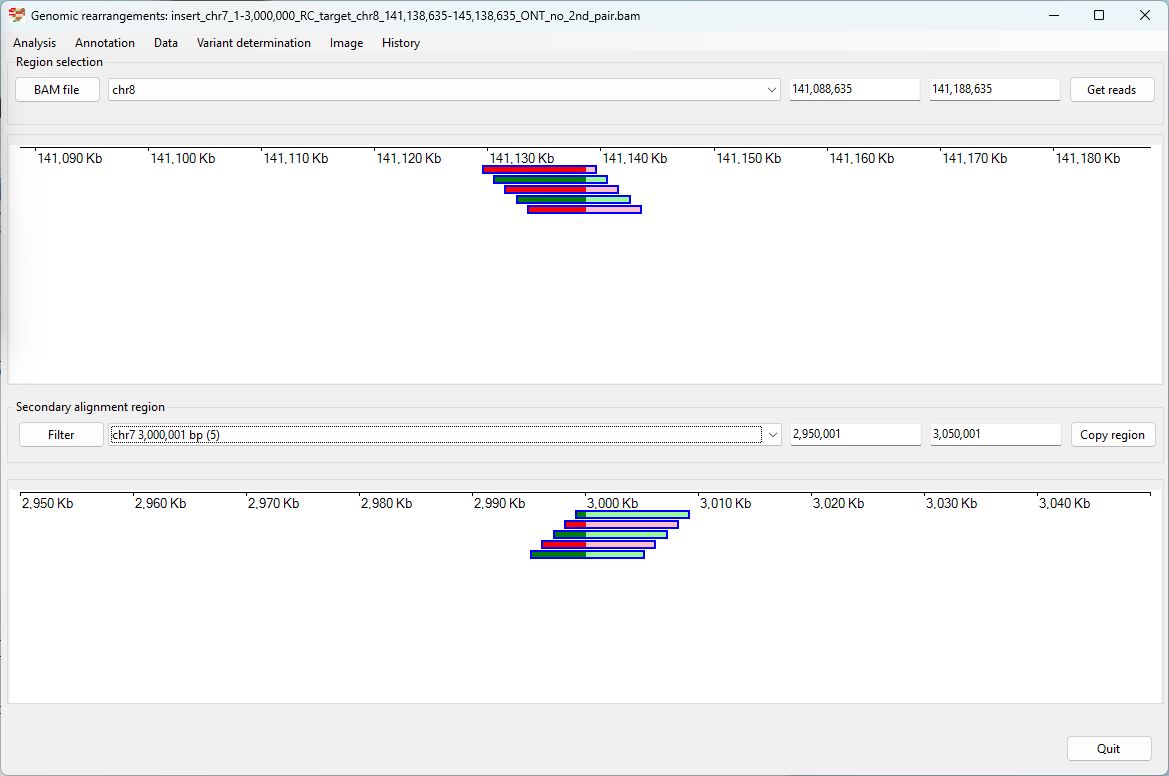 Genomic rearrangements: insert_chr7_1-3,000,000_RC_target_chr8_141,138,635-145,138,635_ONT_no_2nd_pair.bam
Analysis Annotation Data Variant determination Image History
Region selection
BAM file chr8 141,088,635 141,188,635 Get reads
141,090 Kb 141,100 Kb 141,110 Kb 141,120 Kb 141,130 Kb 141,140 Kb 141,150 Kb 141,160 Kb 141,170 Kb 141,180 Kb
Secondary alignment region
Filter chr7 3,000,001 bp (5) 2,950,001 3,050,001 Copy region
2,950 Kb 2,960 Kb 2,970 Kb 2,980 Kb 2,990 Kb 3,000 Kb 3,010 Kb 3,020 Kb 3,030 Kb 3,040 Kb
Quit